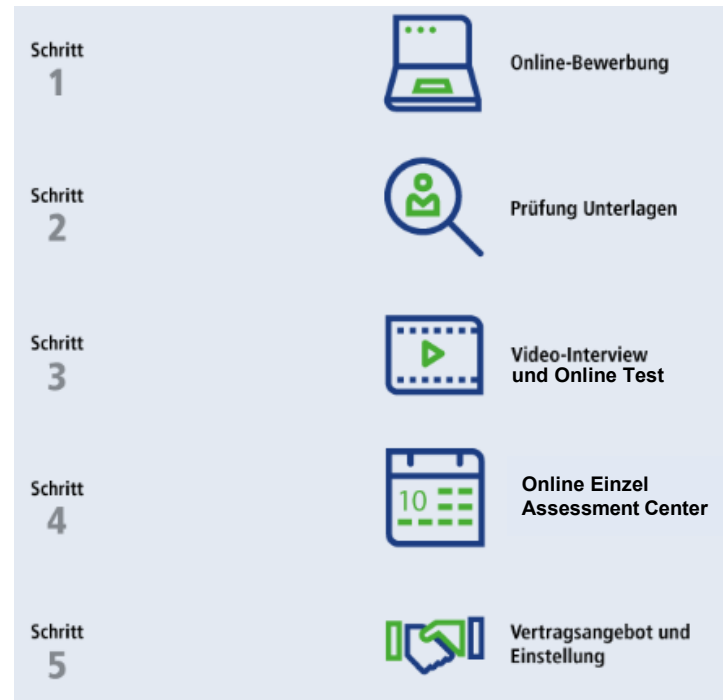 Schritt
1
Online-Bewerbung
Schritt
2
Prüfung Unterlagen
Schritt
3
Video-Interview
und Online Test
Schritt
4
10
Online Einzel
Assessment Center
Schritt
5
Vertragsangebot und
Einstellung